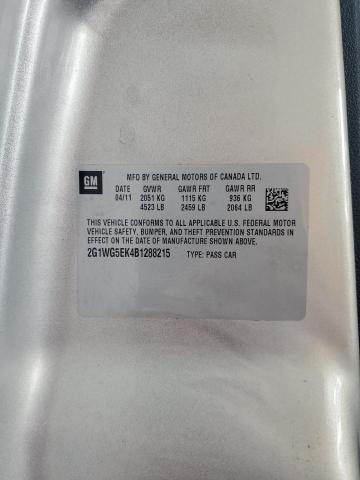 GM
MFD BY GENERAL MOTORS OF CANADA LTD.
DATE GVWR GAWR FRT GAWR RR
04/11 2051 KG 1115 KG 936 KG
4523 LB 2459 LB 2064 LB
THIS VEHICLE CONFORMS TO ALL APPLICABLE U.S. FEDERAL MOTOR
VEHICLE SAFETY, BUMPER, AND THEFT PREVENTION STANDARDS IN
EFFECT ON THE DATE OF MANUFACTURE SHOWN ABOVE.
2G1WG5EK4B1288215 TYPE: PASS CAR